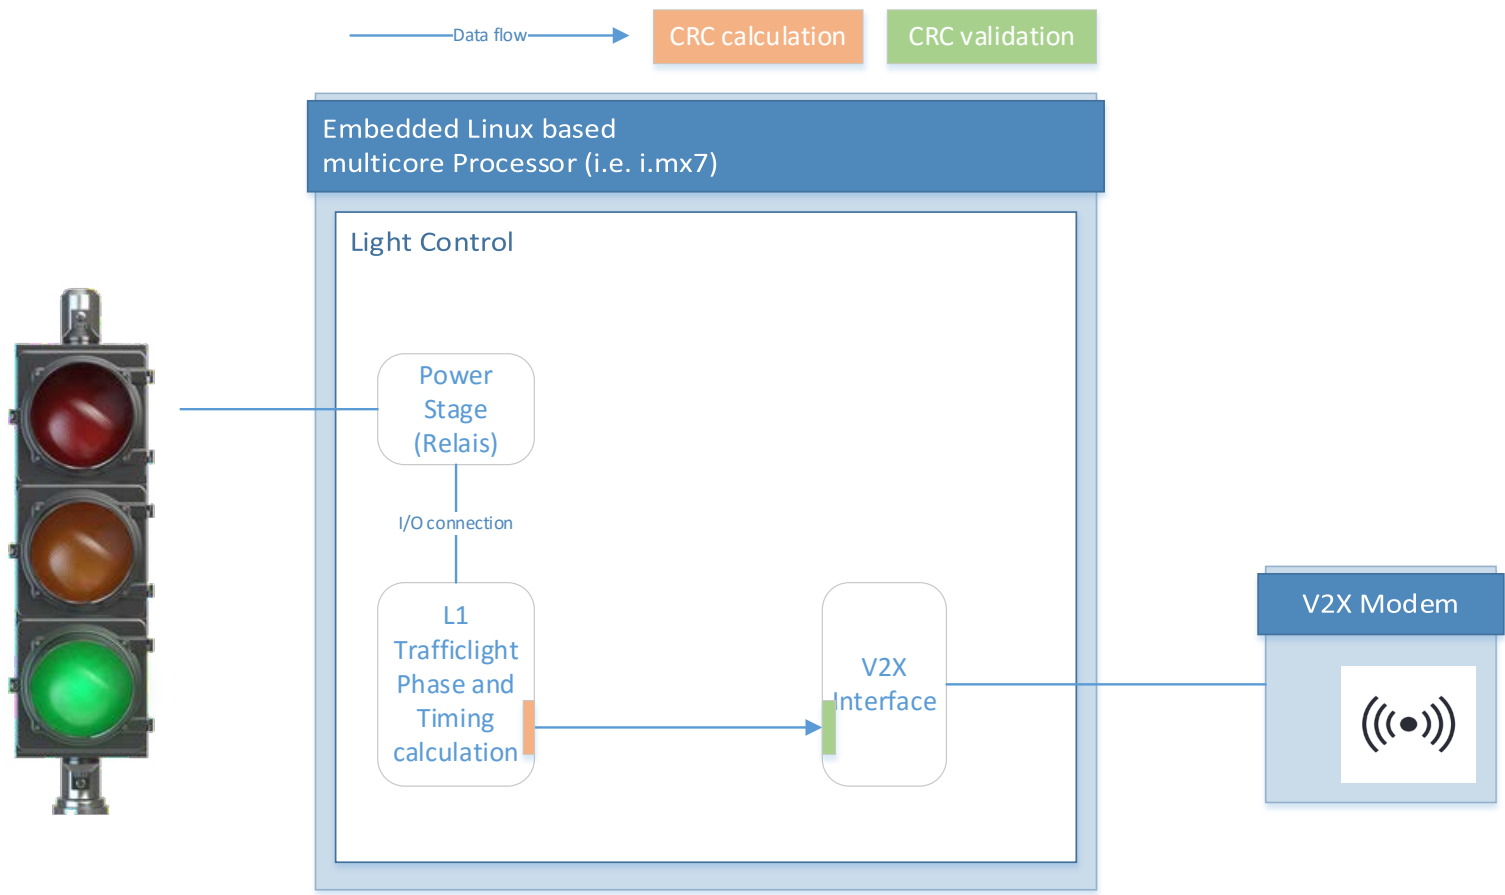 Data flow
CRC calculation
CRC validation
Embedded Linux based
multicore Processor (i.e. i.mx7)
Light Control
Power
Stage
(Relais)
I/O connection
L1
Trafficlight
Phase and
Timing
calculation
V2X
Interface
V2X Modem